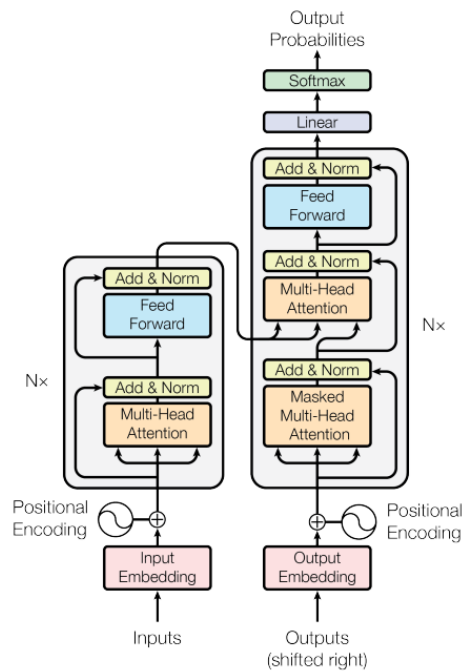 Output
Probabilities
Softmax
Linear
Add & Norm
Feed
Forward
Add & Norm
Multi-Head
Attention
Add & Norm
Masked
Multi-Head
Attention
N×
Positional
Encoding
Output
Embedding
Outputs
(shifted right)
Add & Norm
Feed
Forward
Add & Norm
Multi-Head
Attention
N×
Positional
Encoding
Input
Embedding
Inputs